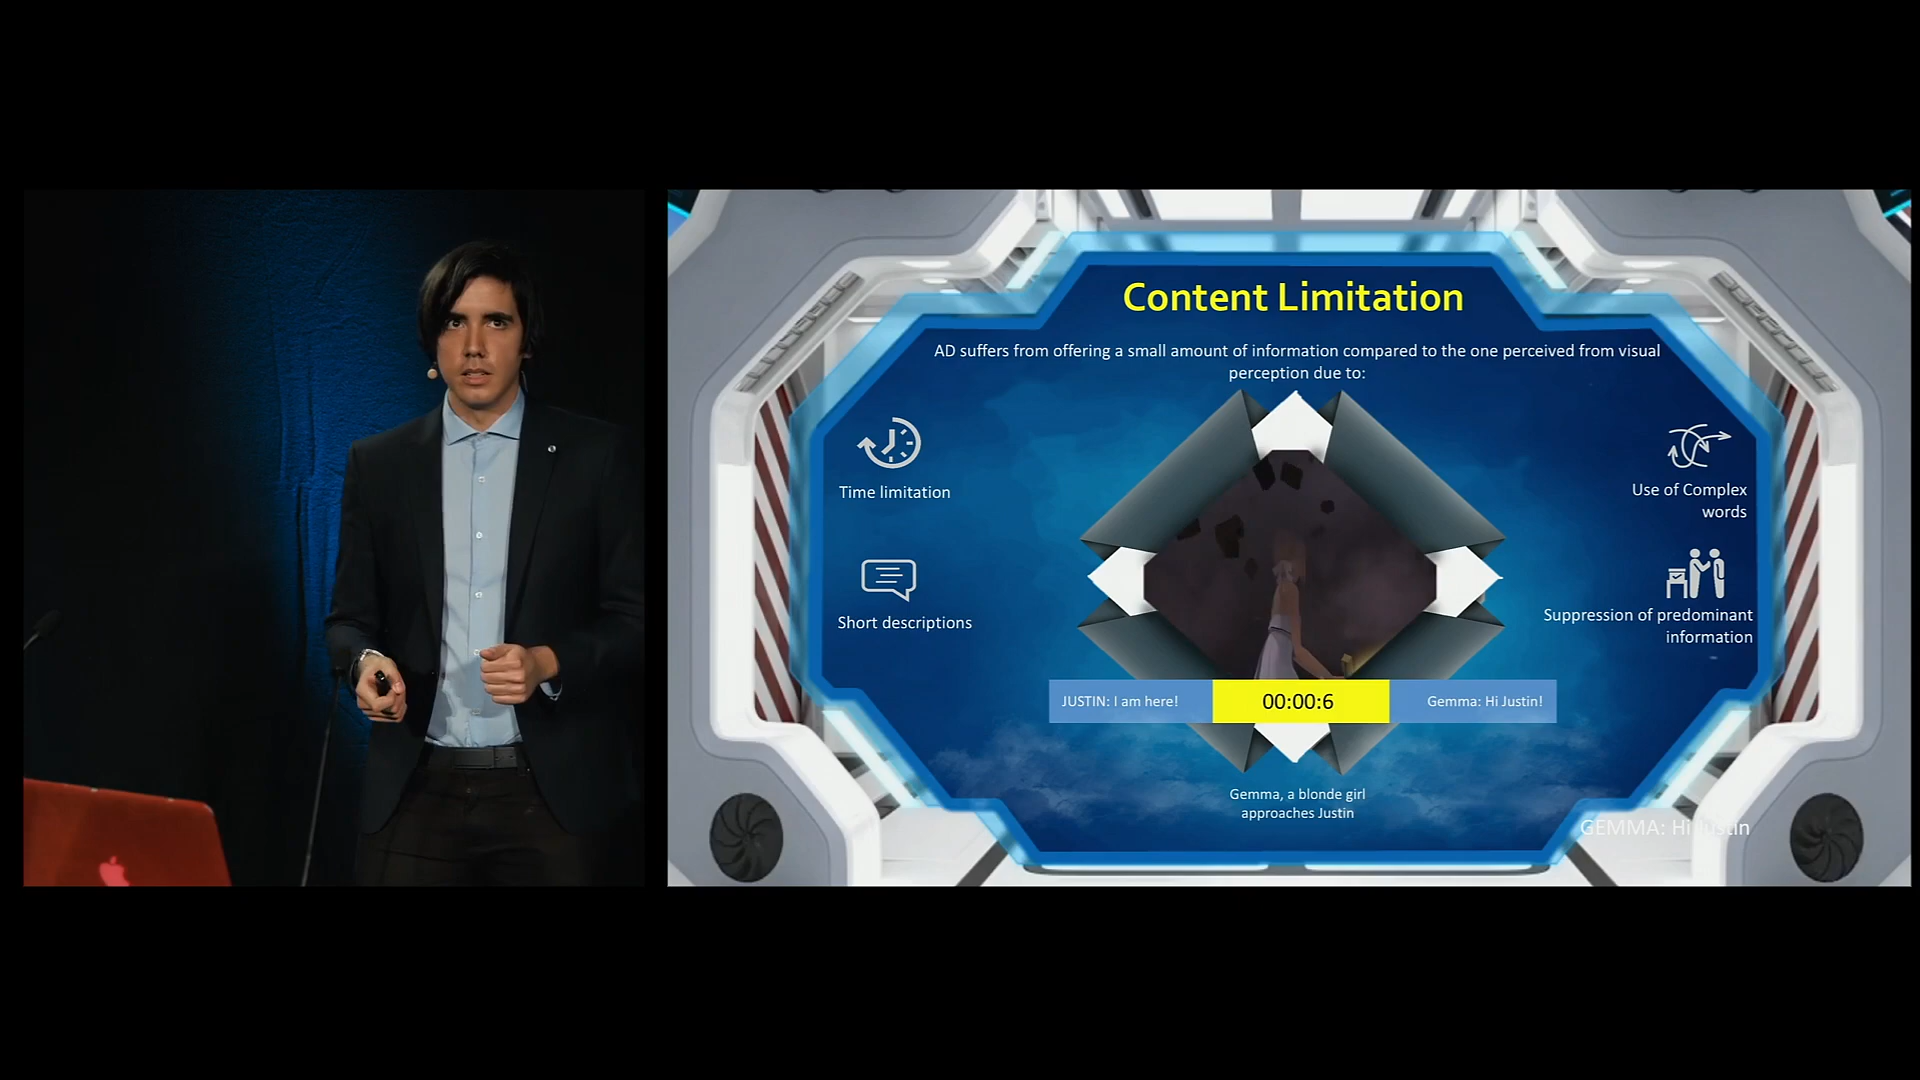 Content Limitation
AD suffers from offering a small amount of information compared to the one perceived from visual
perception due to:
Time limitation
Short descriptions
Use of Complex
words
Suppression of predominant
information
JUSTIN: I am here!
00:00:6
Gemma: Hi Justin!
Gemma, a blonde girl
approaches Justin
GEMMA: Hi Justin